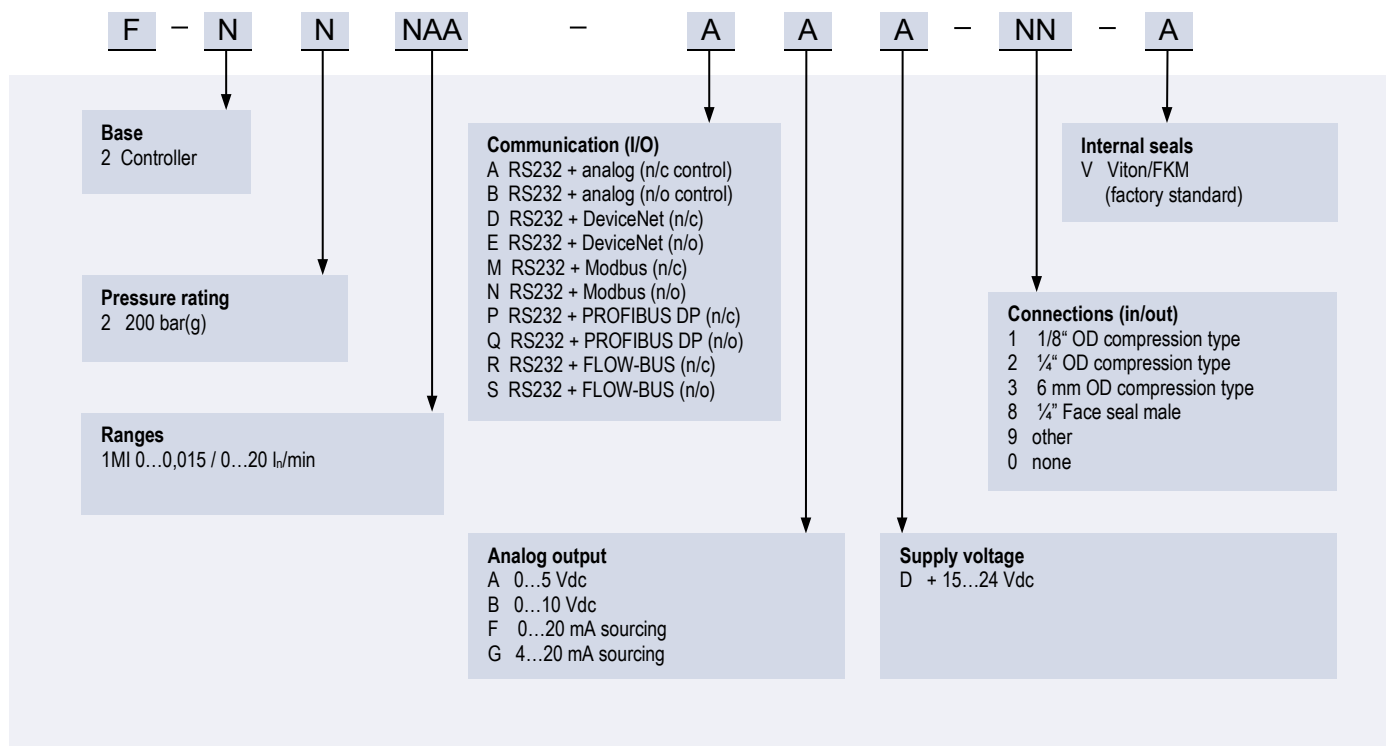 F – N N NAA – A A A – NN – A
Base
2 Controller
Pressure rating
2 200 bar(g)
Ranges
1MI 0…0,015 / 0…20 lₙ/min
Communication (I/O)
A RS232 + analog (n/c control)
B RS232 + analog (n/o control)
D RS232 + DeviceNet (n/c)
E RS232 + DeviceNet (n/o)
M RS232 + Modbus (n/c)
N RS232 + Modbus (n/o)
P RS232 + PROFIBUS DP (n/c)
Q RS232 + PROFIBUS DP (n/o)
R RS232 + FLOW-BUS (n/c)
S RS232 + FLOW-BUS (n/o)
Analog output
A 0…5 Vdc
B 0…10 Vdc
F 0…20 mA sourcing
G 4…20 mA sourcing
Supply voltage
D + 15…24 Vdc
Internal seals
V Viton/FKM
(factory standard)
Connections (in/out)
1 1/8“ OD compression type
2 ¼“ OD compression type
3 6 mm OD compression type
8 ¼” Face seal male
9 other
0 none